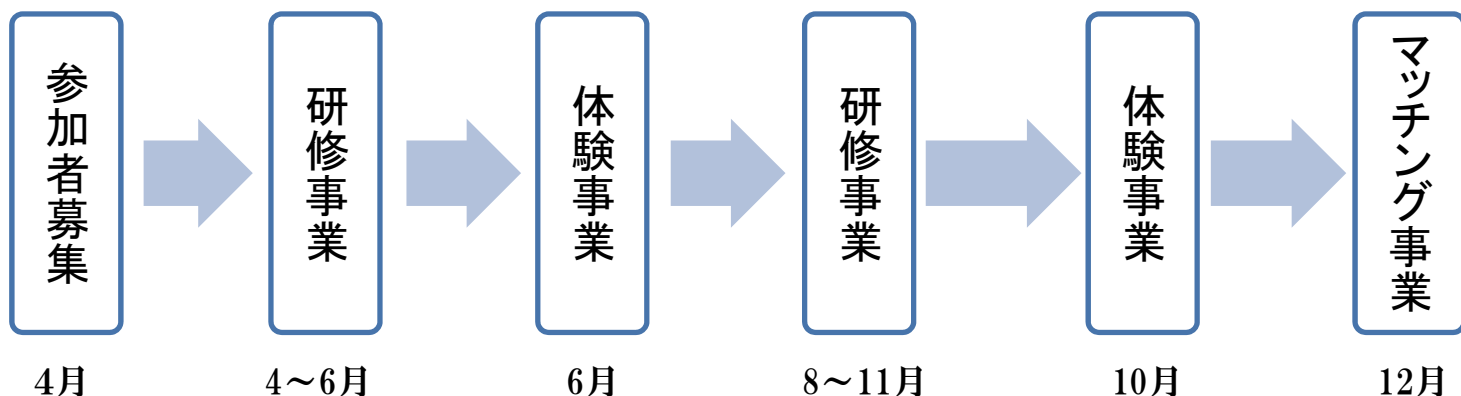 参加者募集
研修事業
体験事業
研修事業
体験事業
マッチング事業
4月
4～6月
6月
8～11月
10月
12月